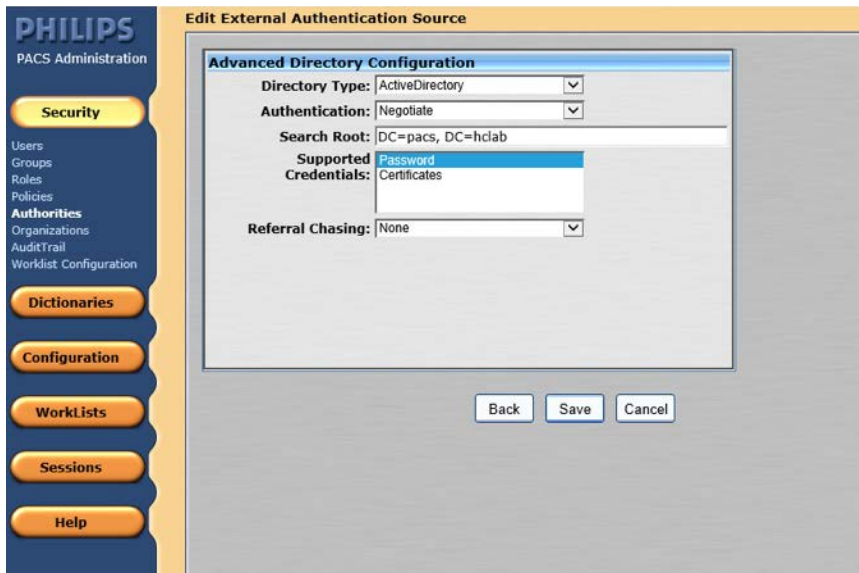 PHILIPS
PACS Administration
Security
Users
Groups
Roles
Policies
Authorities
Organizations
AuditTrail
Worklist Configuration
Dictionaries
Configuration
WorkLists
Sessions
Help
Edit External Authentication Source
Advanced Directory Configuration
Directory Type: ActiveDirectory
Authentication: Negotiate
Search Root: DC=pacs, DC=hclab
Supported Credentials: Password
Certificates
Referral Chasing: None
Back Save Cancel